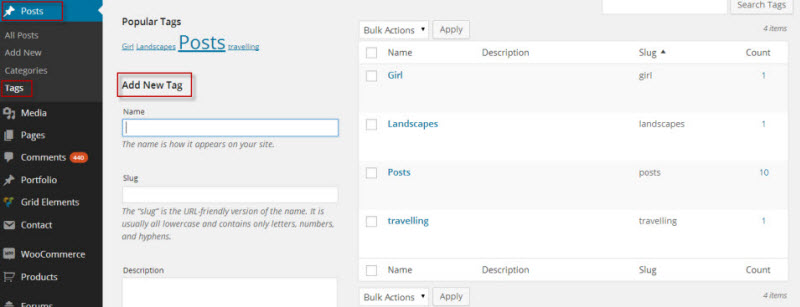 Posts
All Posts
Add New
Categories
Tags
Media
Pages
Comments 440
Portfolio
Grid Elements
Contact
WooCommerce
Products
Forums
Popular Tags
Girl Landscapes Posts travelling
Add New Tag
Name
The name is how it appears on your site.
Slug
The “slug” is the URL-friendly version of the name. It is
usually all lowercase and contains only letters, numbers,
and hyphens.
Description
Search Tags
Bulk Actions Apply 4 items
Name Description Slug Count
Girl girl 1
Landscapes landscapes 1
Posts posts 10
travelling travelling 1
Name Description Slug Count
Bulk Actions Apply 4 items